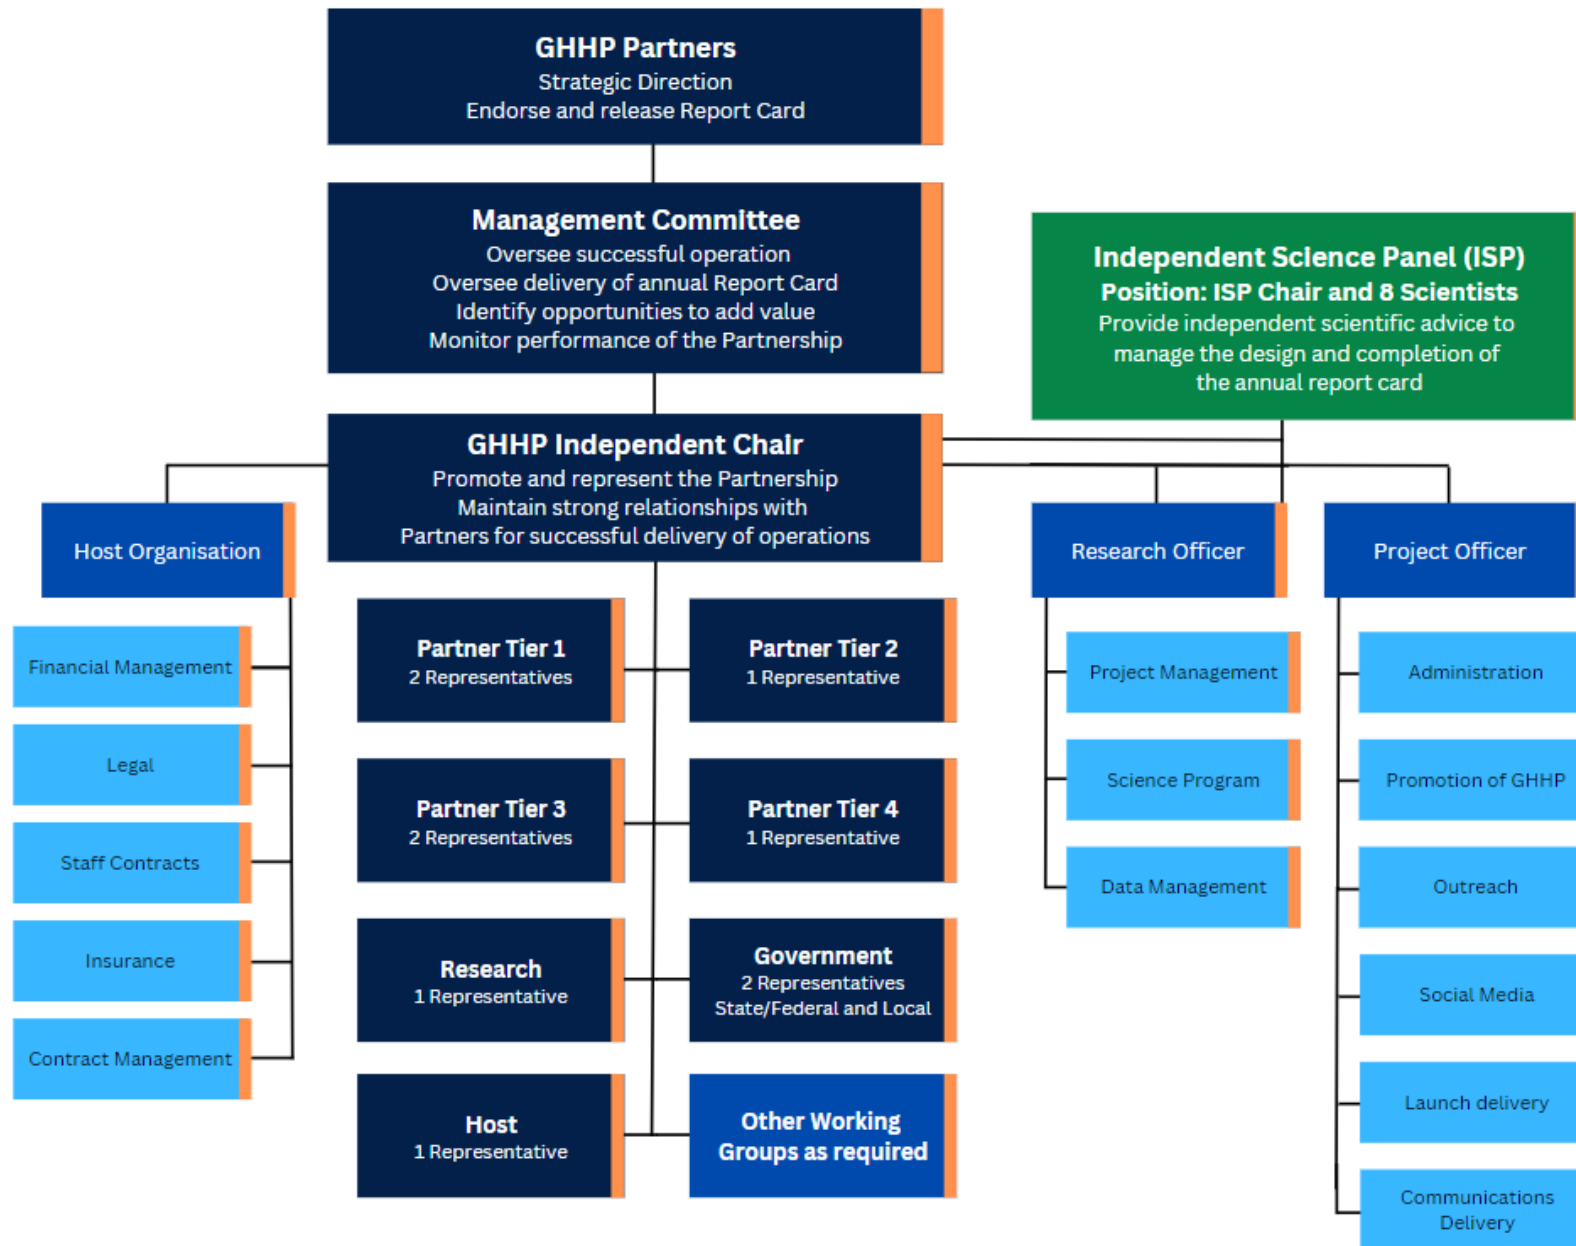 GHHP Partners
Strategic Direction
Endorse and release Report Card
Management Committee
Oversee successful operation
Oversee delivery of annual Report Card
Identify opportunities to add value
Monitor performance of the Partnership
Independent Science Panel (ISP)
Position: ISP Chair and 8 Scientists
Provide independent scientific advice to
manage the design and completion of
the annual report card
GHHP Independent Chair
Promote and represent the Partnership
Maintain strong relationships with
Partners for successful delivery of operations
Host Organisation
Financial Management
Legal
Staff Contracts
Insurance
Contract Management
Partner Tier 1
2 Representatives
Partner Tier 2
1 Representative
Partner Tier 3
2 Representatives
Partner Tier 4
1 Representative
Research
1 Representative
Government
2 Representatives
State/Federal and Local
Host
1 Representative
Other Working
Groups as required
Research Officer
Project Management
Science Program
Data Management
Project Officer
Administration
Promotion of GHHP
Outreach
Social Media
Launch delivery
Communications
Delivery